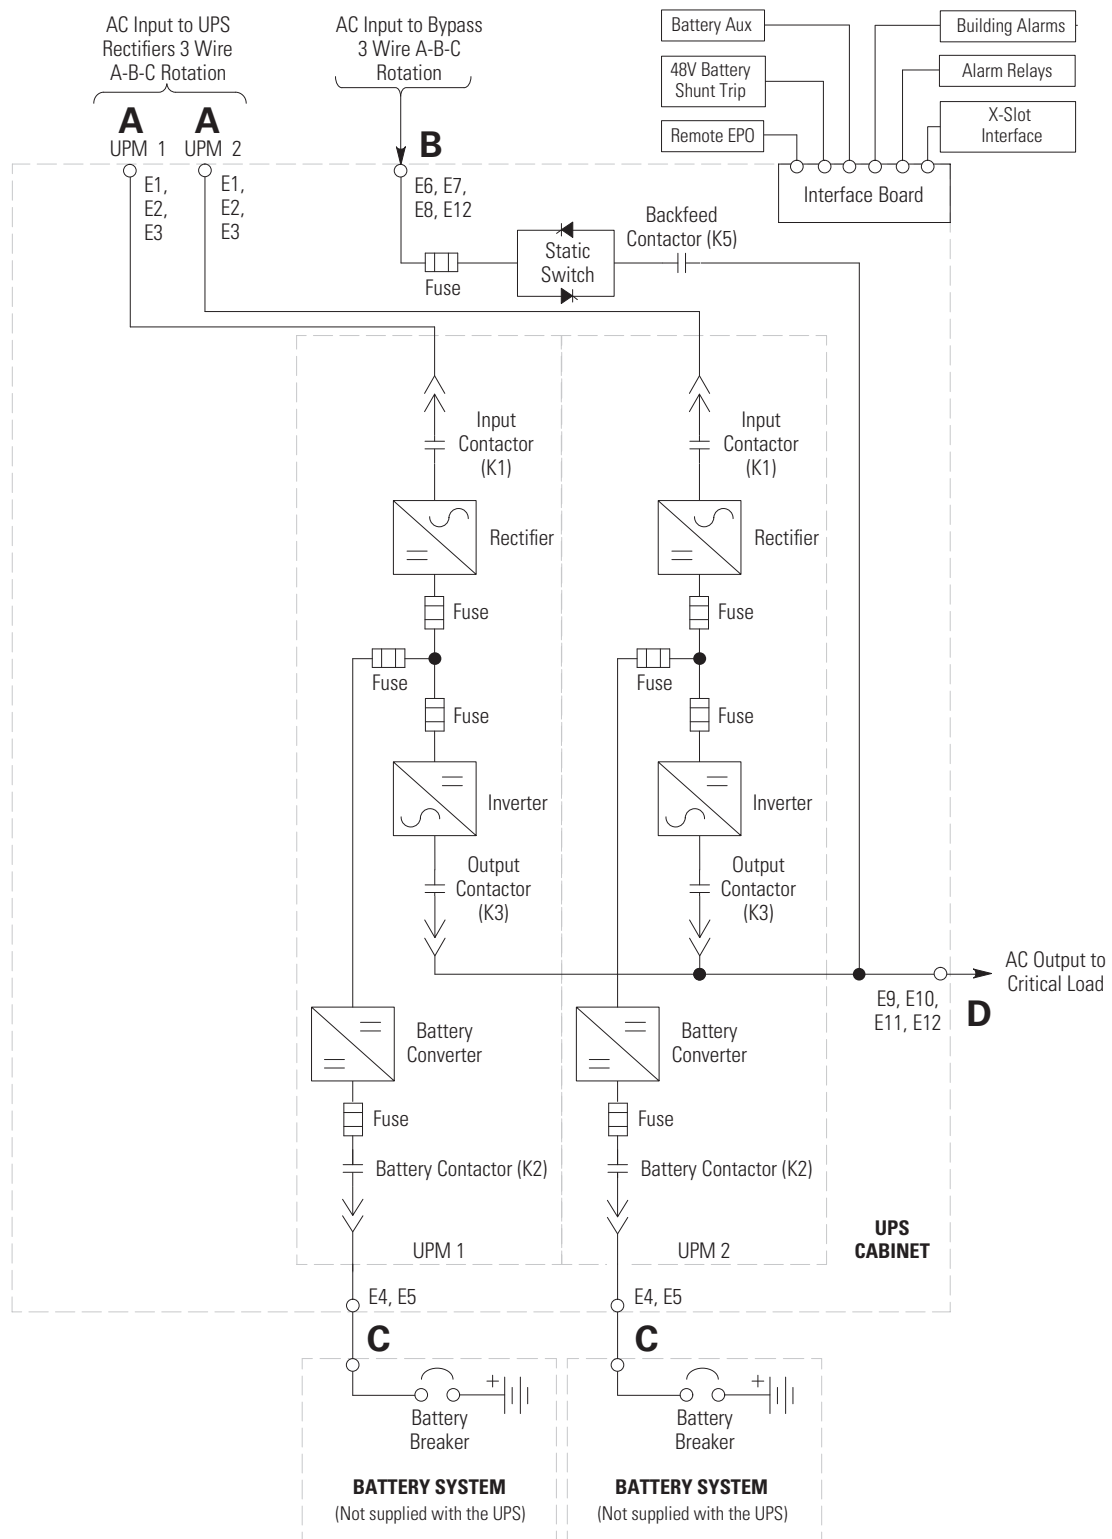 AC Input to UPS
Rectifiers 3 Wire
A-B-C Rotation
AC Input to Bypass
3 Wire A-B-C
Rotation
Battery Aux
48V Battery
Shunt Trip
Remote EPO
Building Alarms
Alarm Relays
X-Slot
Interface
Interface Board
A
UPM 1
A
UPM 2
B
E1,
E2,
E3
E1,
E2,
E3
E6, E7,
E8, E12
Fuse
Static
Switch
Backfeed
Contactor (K5)
Input
Contactor
(K1)
Input
Contactor
(K1)
Rectifier
Rectifier
Fuse
Fuse
Fuse
Fuse
Fuse
Fuse
Inverter
Inverter
Output
Contactor
(K3)
Output
Contactor
(K3)
AC Output to
Critical Load
E9, E10,
E11, E12
D
Battery
Converter
Battery
Converter
Fuse
Fuse
Battery Contactor (K2)
Battery Contactor (K2)
UPM 1
UPM 2
UPS
CABINET
E4, E5
E4, E5
C
C
+
+
Battery
Breaker
Battery
Breaker
BATTERY SYSTEM
(Not supplied with the UPS)
BATTERY SYSTEM
(Not supplied with the UPS)